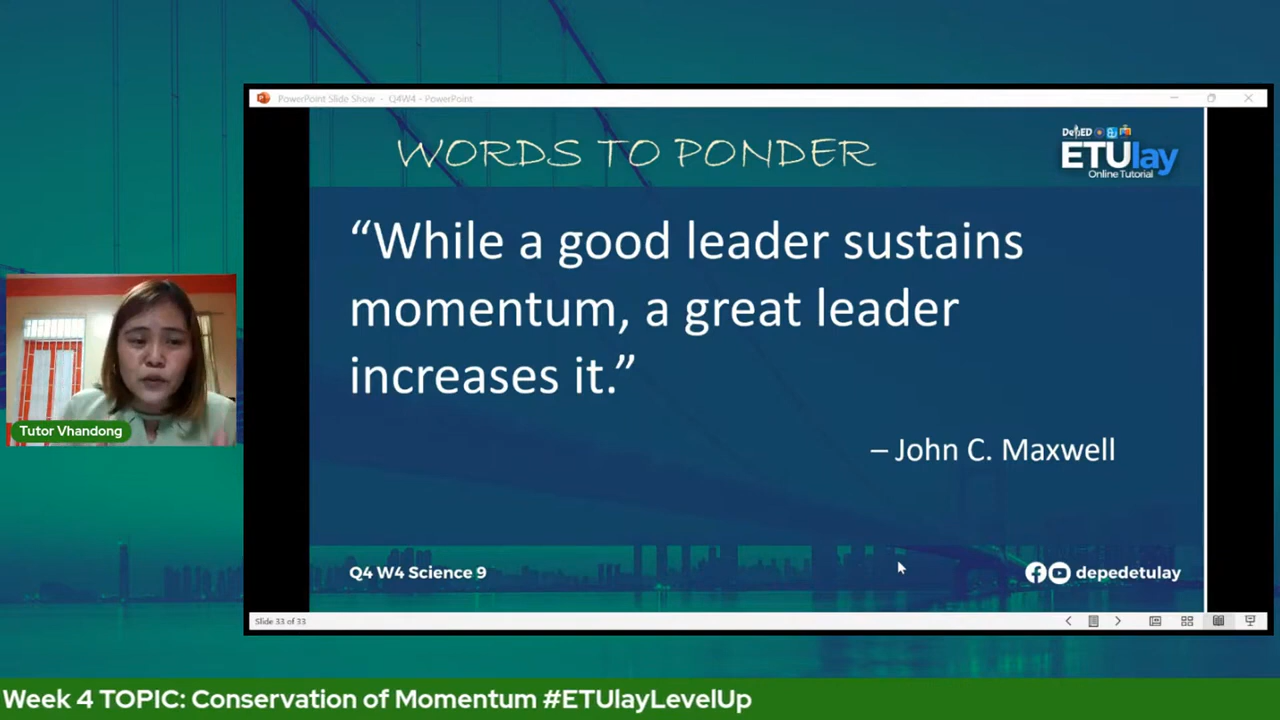 PowerPoint Slide Show - Q4W4 - PowerPoint
WORDS TO PONDER
DepED
ETUlay
Online Tutorial
“While a good leader sustains
momentum, a great leader
increases it.”
– John C. Maxwell
Tutor Vhandong
Q4 W4 Science 9
depedetulay
Slide 33 of 33
Week 4 TOPIC: Conservation of Momentum #ETUlayLevelUp